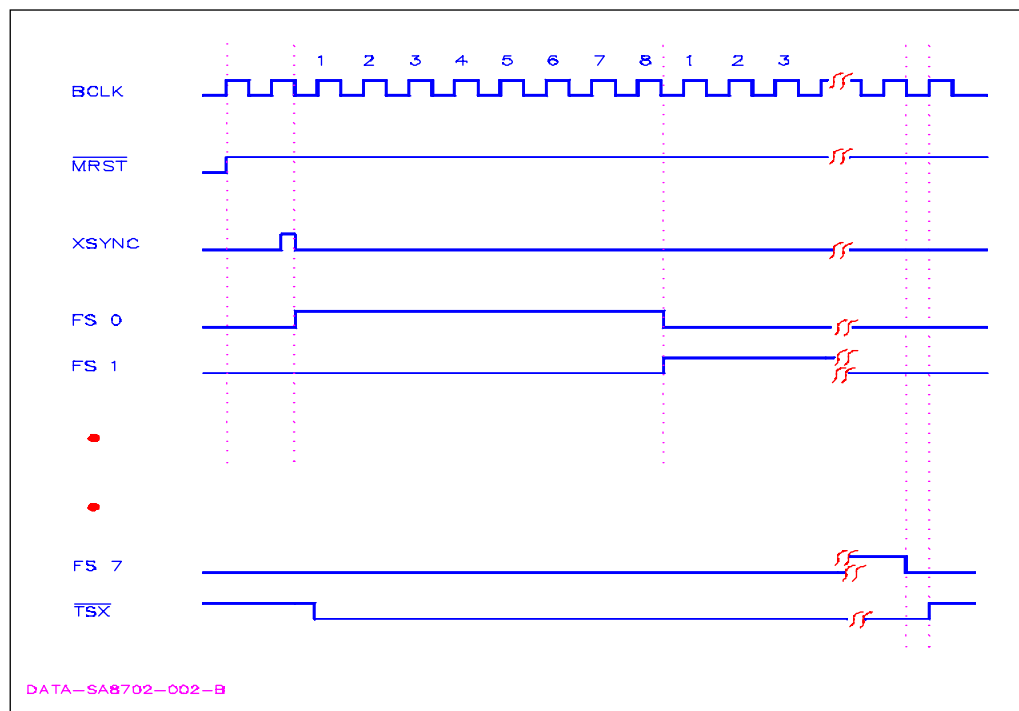 1 2 3 4 5 6 7 8 1 2 3
BCLK
MRST
XSYNC
FS 0
FS 1
FS 7
TSX
DATA-SA8702-002-B